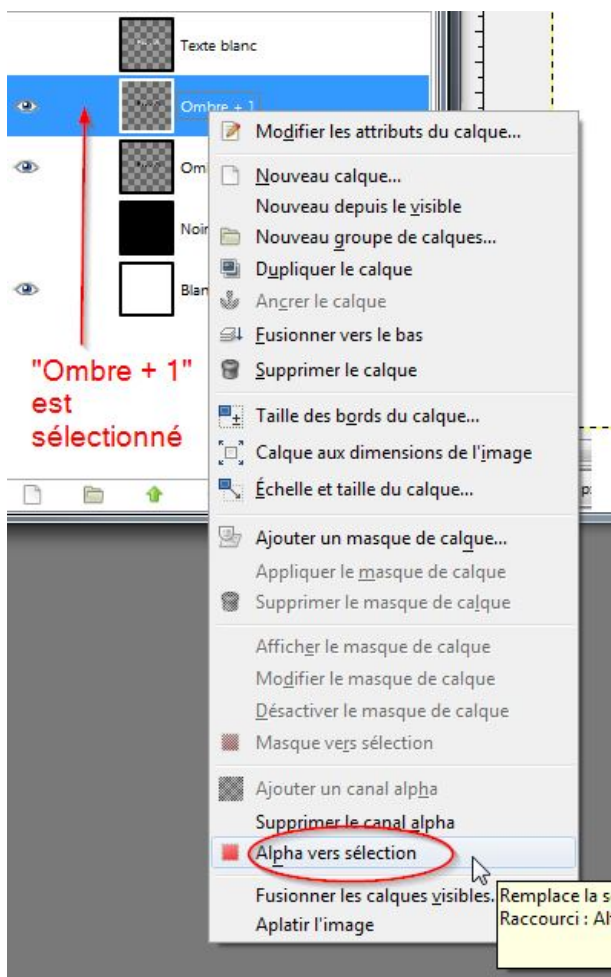 Texte blanc
Ombre + 1
Modifier les attributs du calque...
Nouveau calque...
Nouveau depuis le visible
Nouveau groupe de calques...
Dupliquer le calque
Ancrer le calque
Fusionner vers le bas
Supprimer le calque
"Ombre + 1"
est
sélectionné
Taille des bords du calque...
Calque aux dimensions de l'image
Échelle et taille du calque...
Ajouter un masque de calque...
Appliquer le masque de calque
Supprimer le masque de calque
Afficher le masque de calque
Modifier le masque de calque
Désactiver le masque de calque
Masque vers sélection
Ajouter un canal alpha
Supprimer le canal alpha
Alpha vers sélection
Fusionner les calques visibles.
Remplace la
Raccourci :
Aplatir l'image